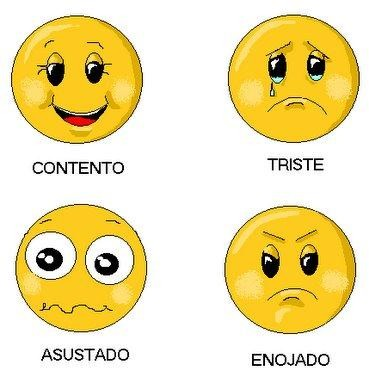 CONTENTO
TRISTE
ASUSTADO
ENOJADO